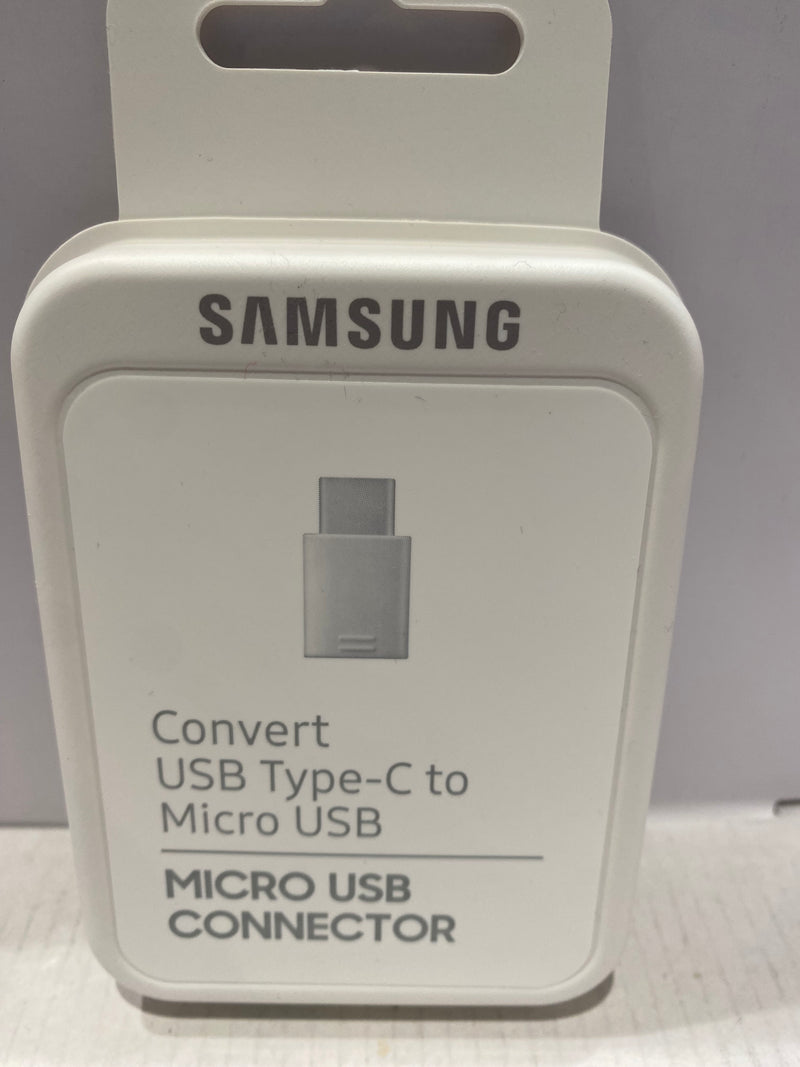 SAMSUNG
Convert
USB Type-C to
Micro USB
MICRO USB
CONNECTOR